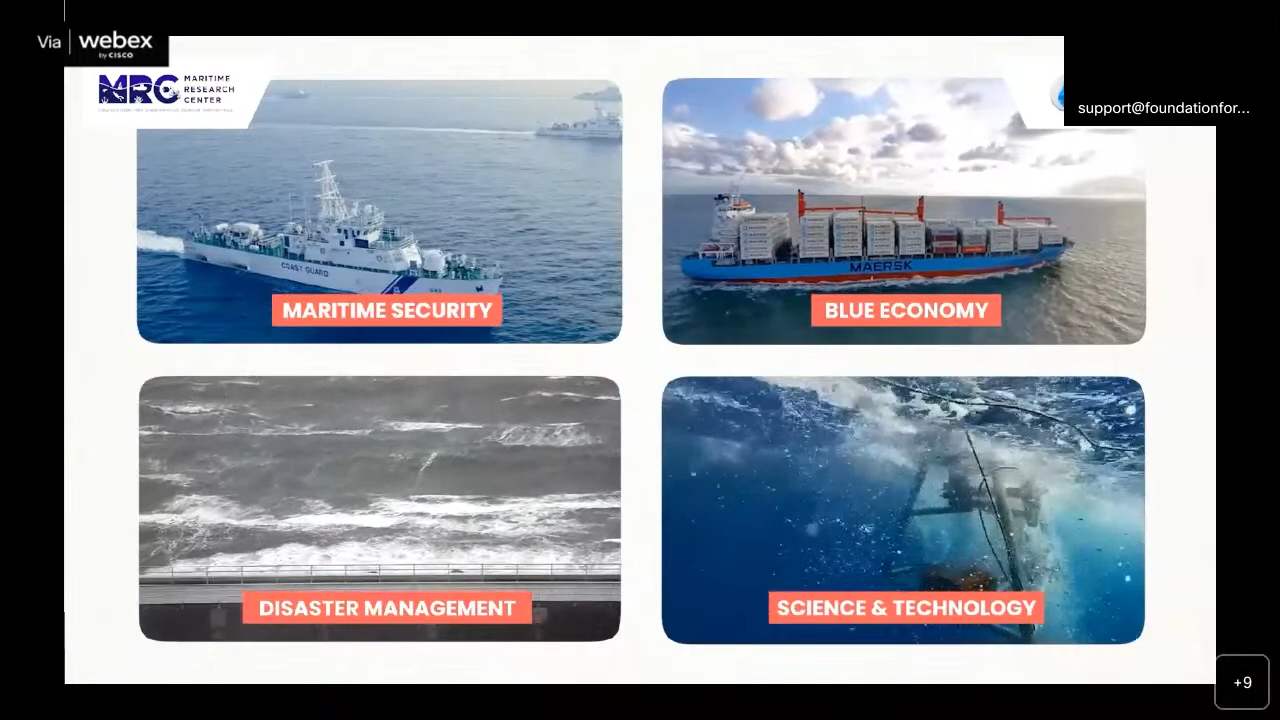 Via webex
by CISCO
MRC MARITIME
RESEARCH
CENTER
support@foundationfor...
COAST GUARD
MAERSK
MARITIME SECURITY
BLUE ECONOMY
DISASTER MANAGEMENT
SCIENCE & TECHNOLOGY
+9